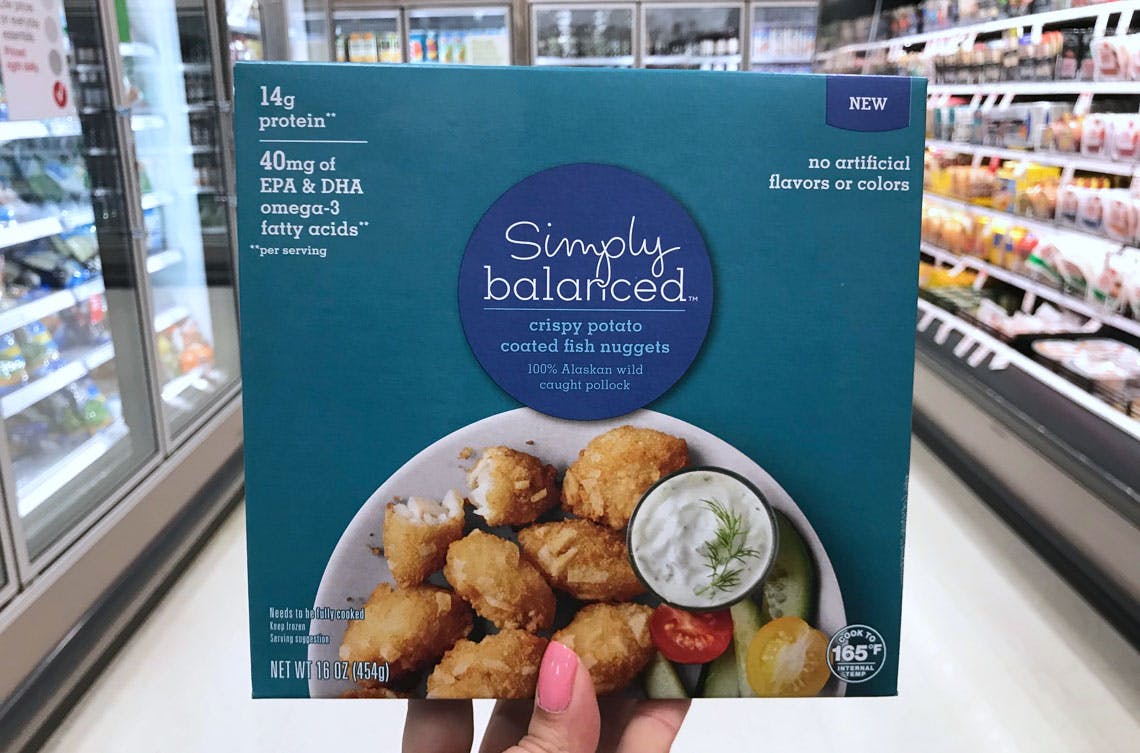 14g
protein**
40mg of
EPA & DHA
omega-3
fatty acids**
**per serving
NEW
no artificial
flavors or colors
Simply
balanced™
crispy potato
coated fish nuggets
100% Alaskan wild
caught pollock
Needs to be fully cooked
Keep frozen
Serving suggestion
NET WT 16 OZ (454g)
COOK TO
165°F
INTERNAL
TEMP